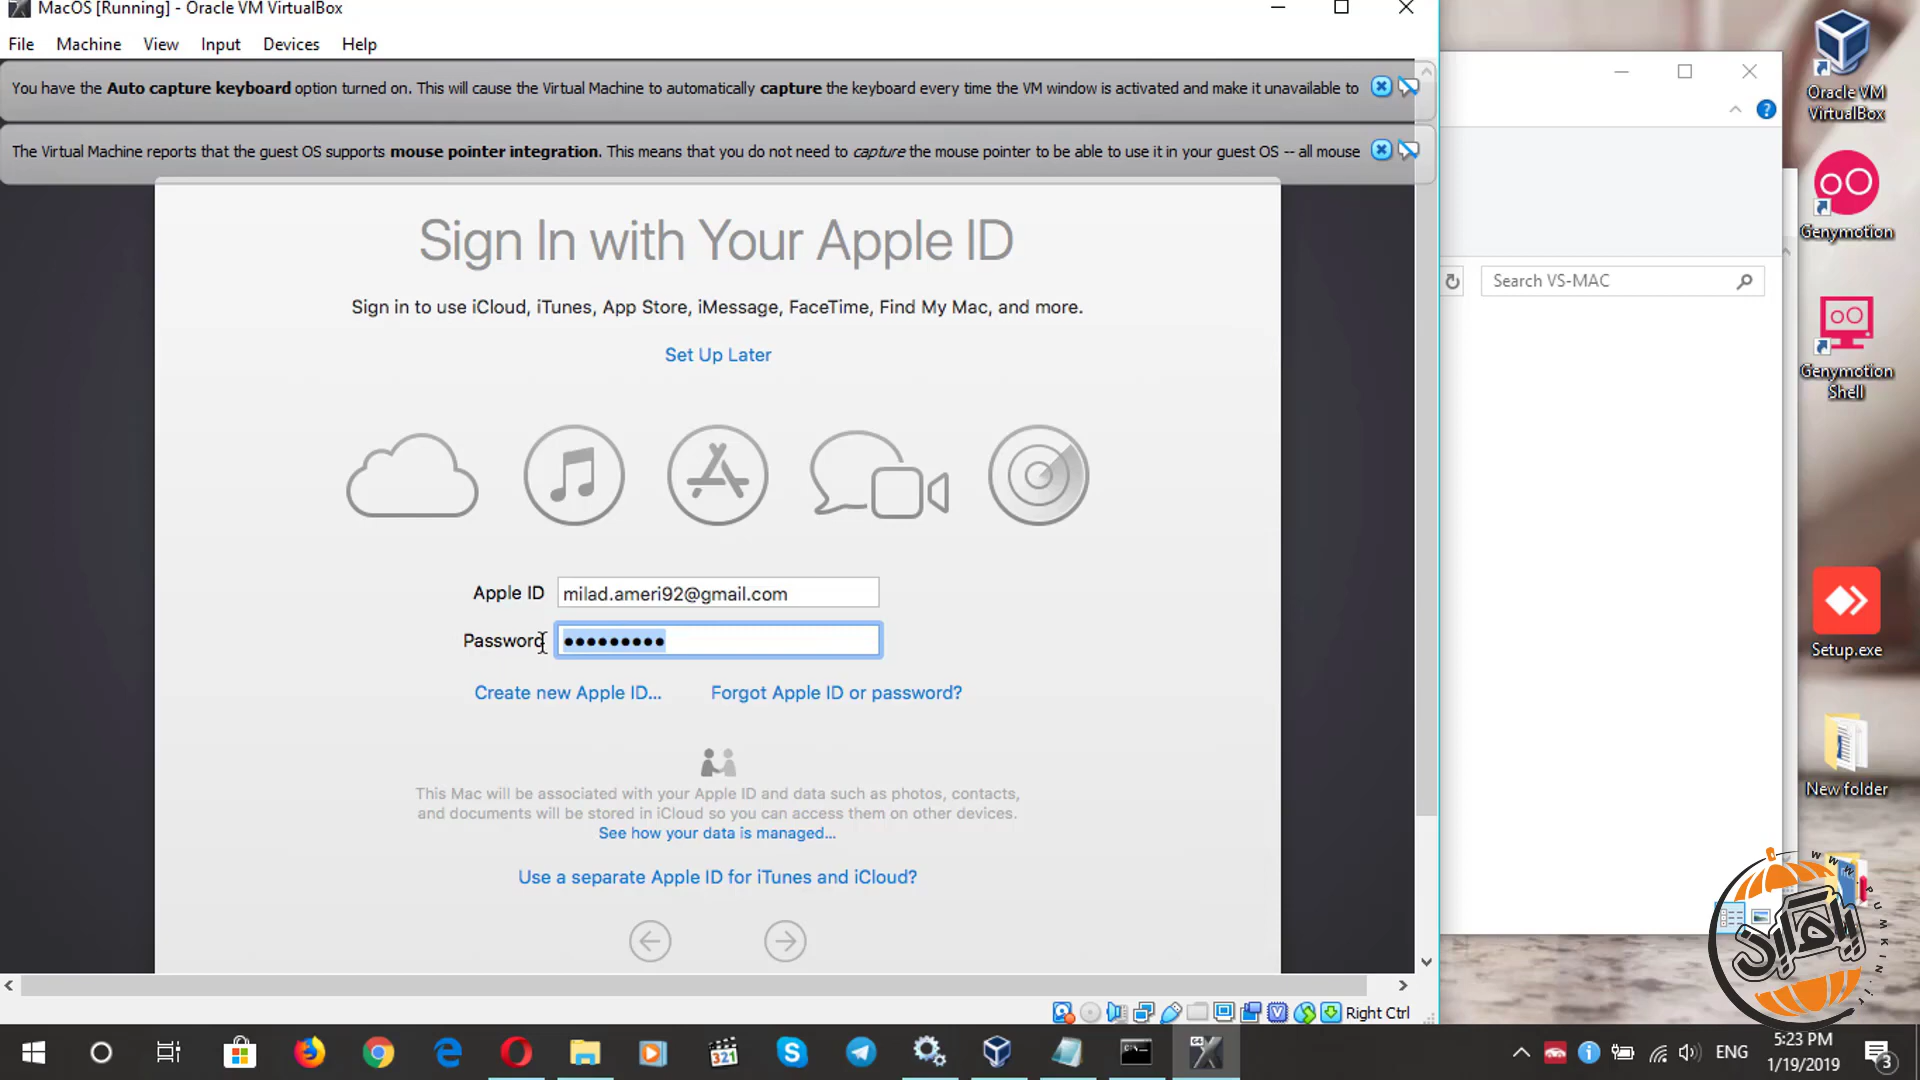 MacOS [Running] - Oracle VM VirtualBox
File Machine View Input Devices Help
You have the Auto capture keyboard option turned on. This will cause the Virtual Machine to automatically capture the keyboard every time the VM window is activated and make it unavailable to
The Virtual Machine reports that the guest OS supports mouse pointer integration. This means that you do not need to capture the mouse pointer to be able to use it in your guest OS -- all mouse
Sign In with Your Apple ID
Sign in to use iCloud, iTunes, App Store, iMessage, FaceTime, Find My Mac, and more.
Set Up Later
Apple ID milad.ameri92@gmail.com
Password
Create new Apple ID... Forgot Apple ID or password?
This Mac will be associated with your Apple ID and data such as photos, contacts,
and documents will be stored in iCloud so you can access them on other devices.
See how your data is managed...
Use a separate Apple ID for iTunes and iCloud?
Right Ctrl
Search VS-MAC
Oracle VM
VirtualBox
Genymotion
Genymotion
Shell
Setup.exe
New folder
321
ENG
5:23 PM
1/19/2019
3